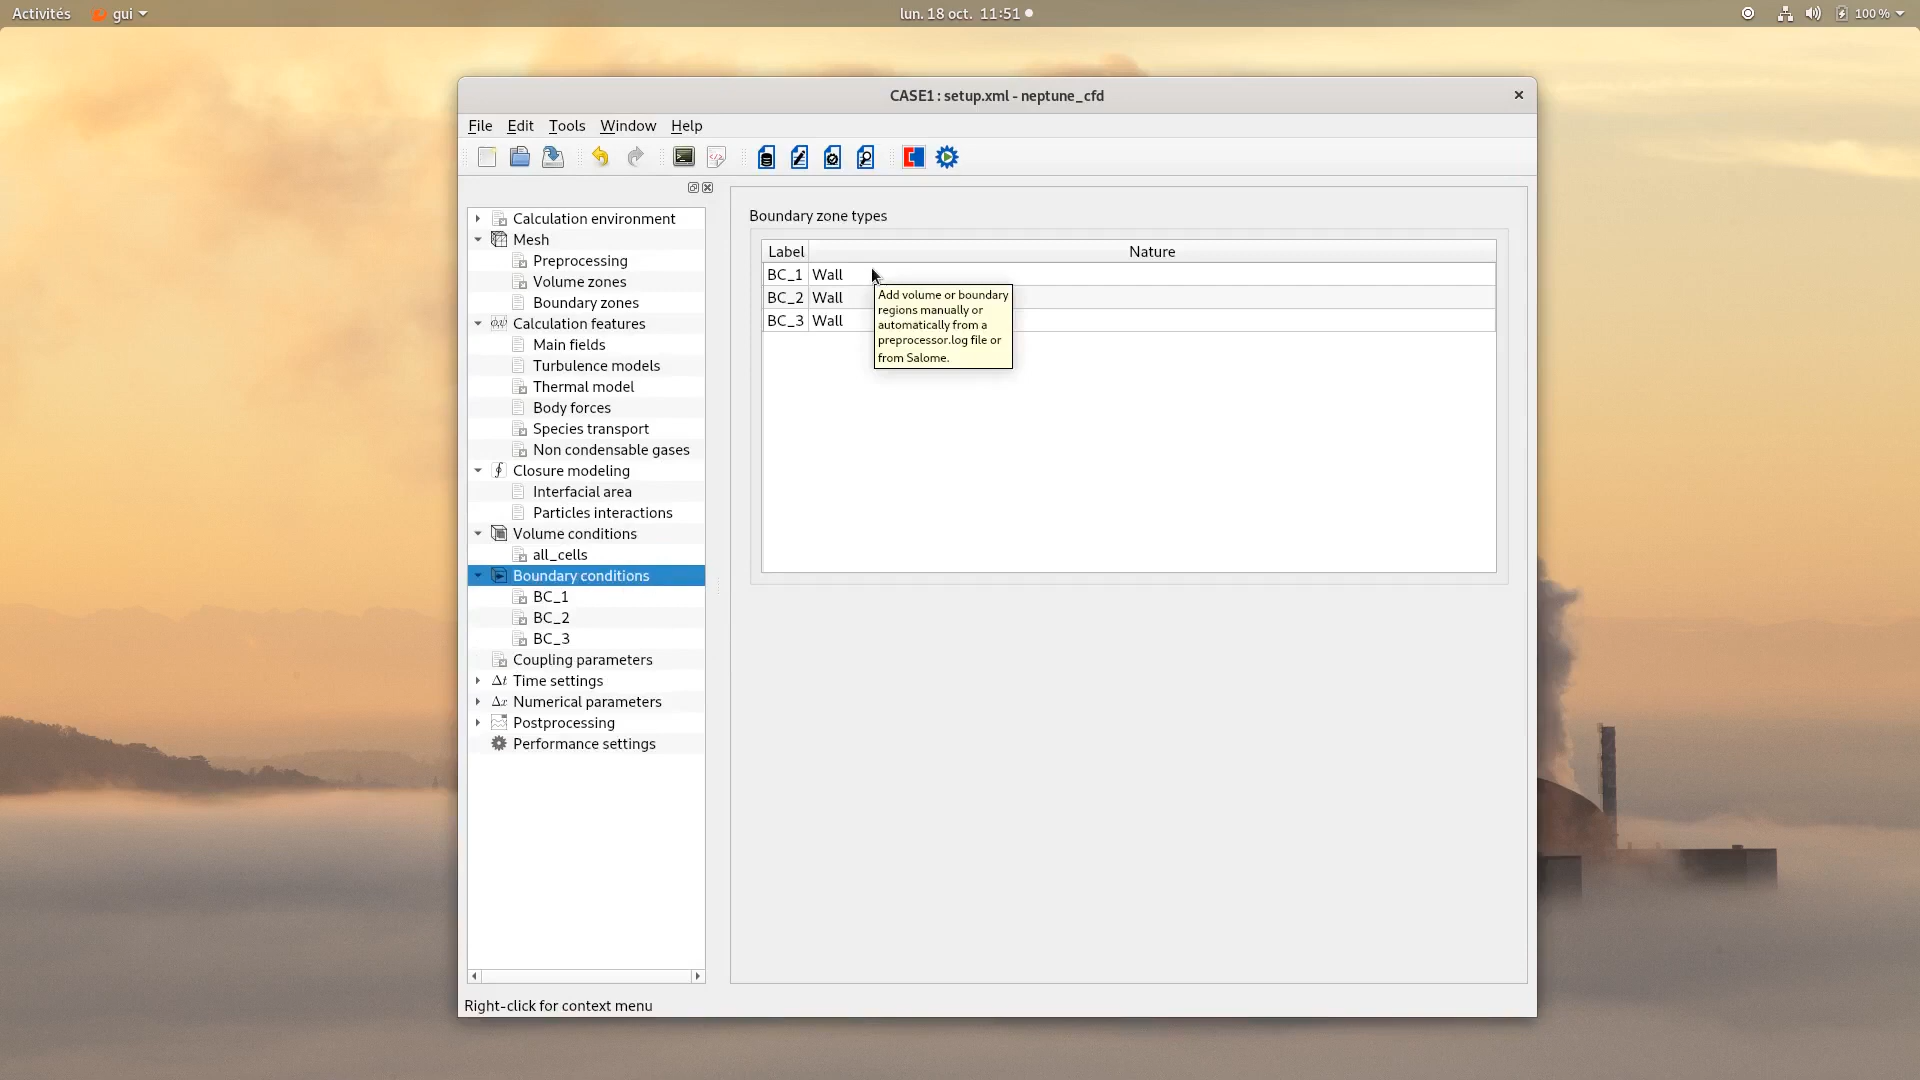 Activités
gui
lun. 18 oct. 11:51
100 %
CASE1 : setup.xml - neptune_cfd
File Edit Tools Window Help
Calculation environment
Mesh
Preprocessing
Volume zones
Boundary zones
Calculation features
Main fields
Turbulence models
Thermal model
Body forces
Species transport
Non condensable gases
Closure modeling
Interfacial area
Particles interactions
Volume conditions
all_cells
Boundary conditions
BC_1
BC_2
BC_3
Coupling parameters
Δt Time settings
Δx Numerical parameters
Postprocessing
Performance settings
Boundary zone types
Label Nature
BC_1 Wall
BC_2 Wall
BC_3 Wall
Add volume or boundary
regions manually or
automatically from a
preprocessor.log file or
from Salome.
Right-click for context menu